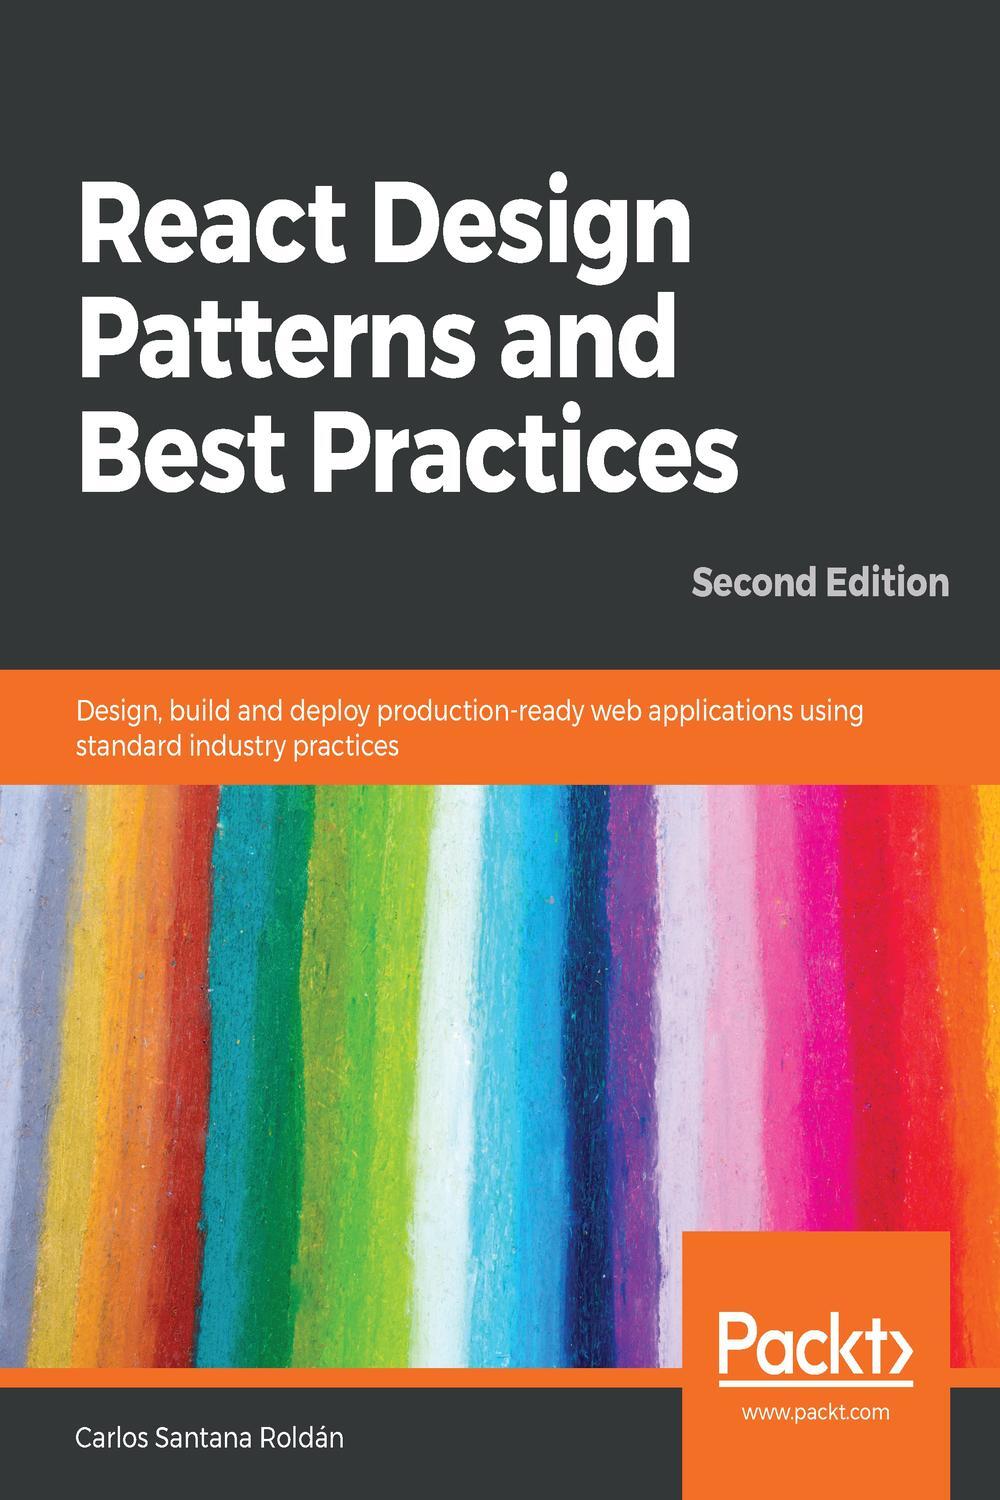 React Design
Patterns and
Best Practices
Second Edition
Design, build and deploy production-ready web applications using
standard industry practices
Packt>
www.packt.com
Carlos Santana Roldán